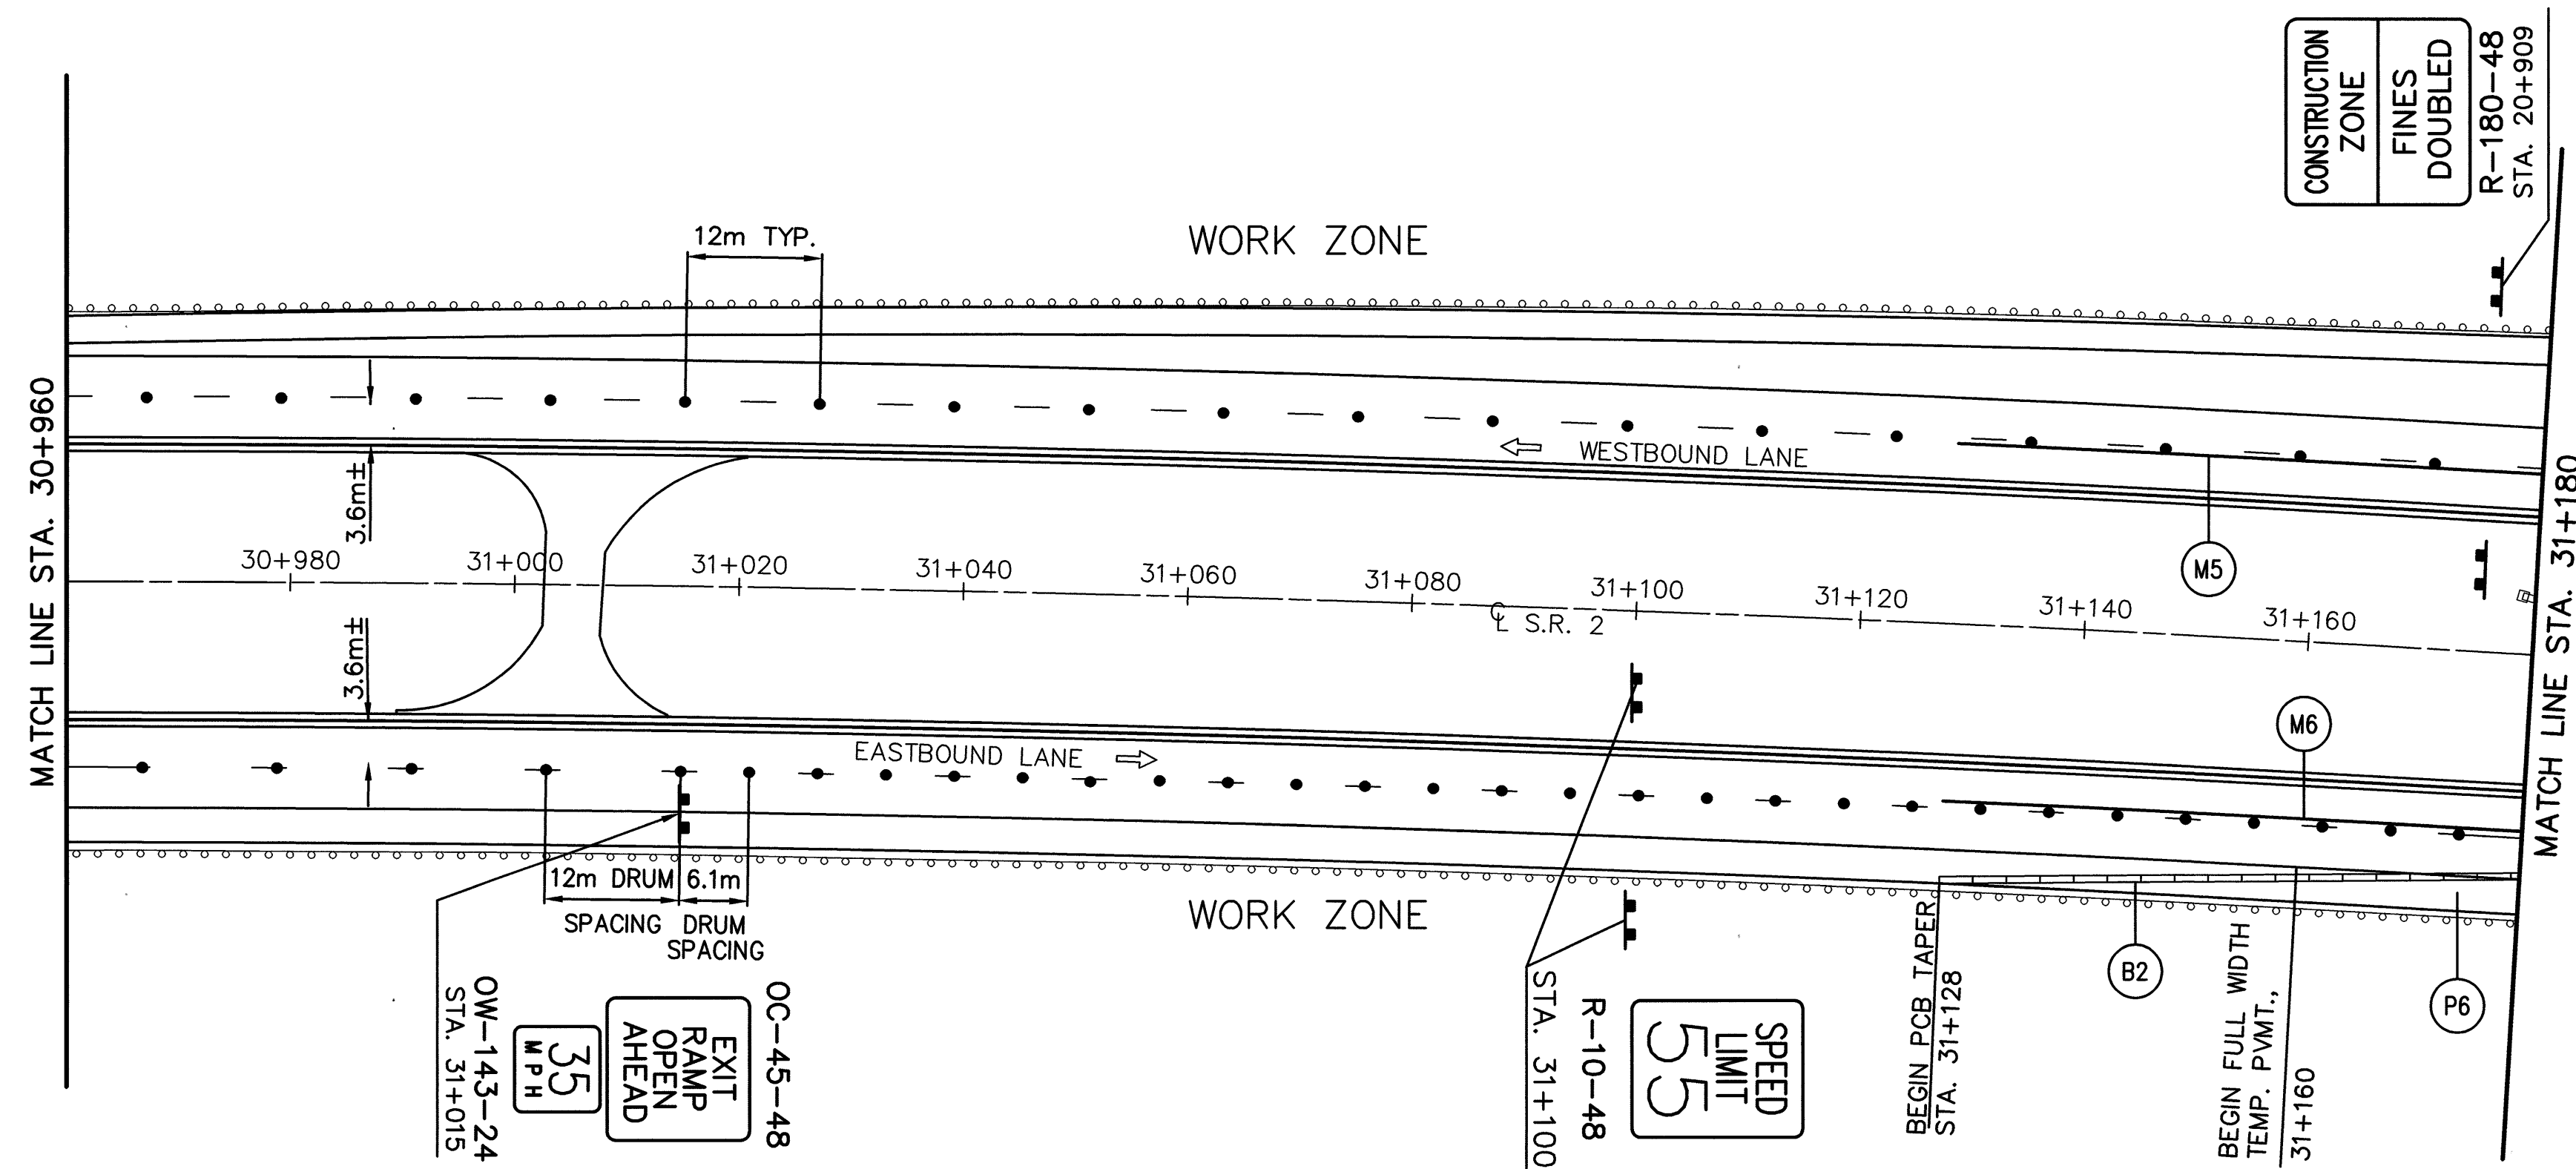 CONSTRUCTION
ZONE
FINES
DOUBLED
R-180-48
STA. 20+909
WORK ZONE
12m TYP.
MATCH LINE STA. 30+960
3.6m±
WESTBOUND LANE
M5
30+980
31+000
31+020
31+040
31+060
31+080
31+100
31+120
31+140
31+160
℄ S.R. 2
MATCH LINE STA. 31+180
3.6m±
M6
EASTBOUND LANE
12m DRUM
SPACING
6.1m
DRUM
SPACING
WORK ZONE
OW-143-24
STA. 31+015
35
MPH
EXIT
RAMP
OPEN
AHEAD
OC-45-48
STA. 31+100
R-10-48
SPEED
LIMIT
55
BEGIN PCB TAPER
STA. 31+128
B2
BEGIN FULL WIDTH
TEMP. PVMT.,
31+160
P6